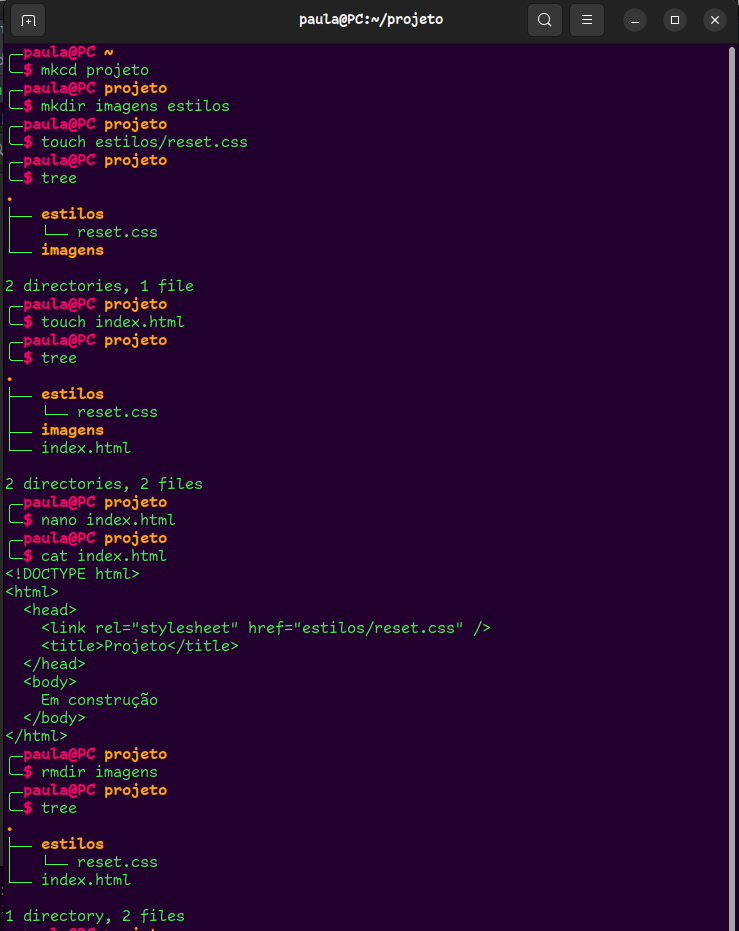 paula@PC:~/projeto
paula@PC ~
$ mkcd projeto
paula@PC projeto
$ mkdir imagens estilos
paula@PC projeto
$ touch estilos/reset.css
paula@PC projeto
$ tree
.
├── estilos
│   └── reset.css
└── imagens

2 directories, 1 file
paula@PC projeto
$ touch index.html
paula@PC projeto
$ tree
.
├── estilos
│   └── reset.css
├── imagens
└── index.html

2 directories, 2 files
paula@PC projeto
$ nano index.html
paula@PC projeto
$ cat index.html
<!DOCTYPE html>
<html>
  <head>
    <link rel="stylesheet" href="estilos/reset.css" />
    <title>Projeto</title>
  </head>
  <body>
    Em construção
  </body>
</html>
paula@PC projeto
$ rmdir imagens
paula@PC projeto
$ tree
.
├── estilos
│   └── reset.css
└── index.html

1 directory, 2 files